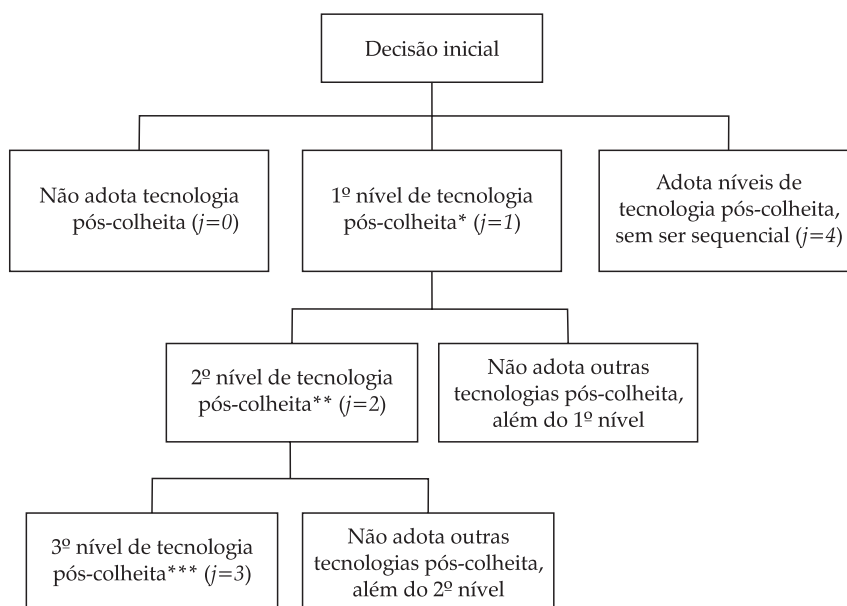 Decisão inicial
Não adota tecnologia
pós-colheita (j=0)
1º nível de tecnologia
pós-colheita* (j=1)
Adota níveis de
tecnologia pós-colheita,
sem ser sequencial (j=4)
2º nível de tecnologia
pós-colheita** (j=2)
Não adota outras
tecnologias pós-colheita,
além do 1º nível
3º nível de tecnologia
pós-colheita*** (j=3)
Não adota outras
tecnologias pós-colheita,
além do 2º nível